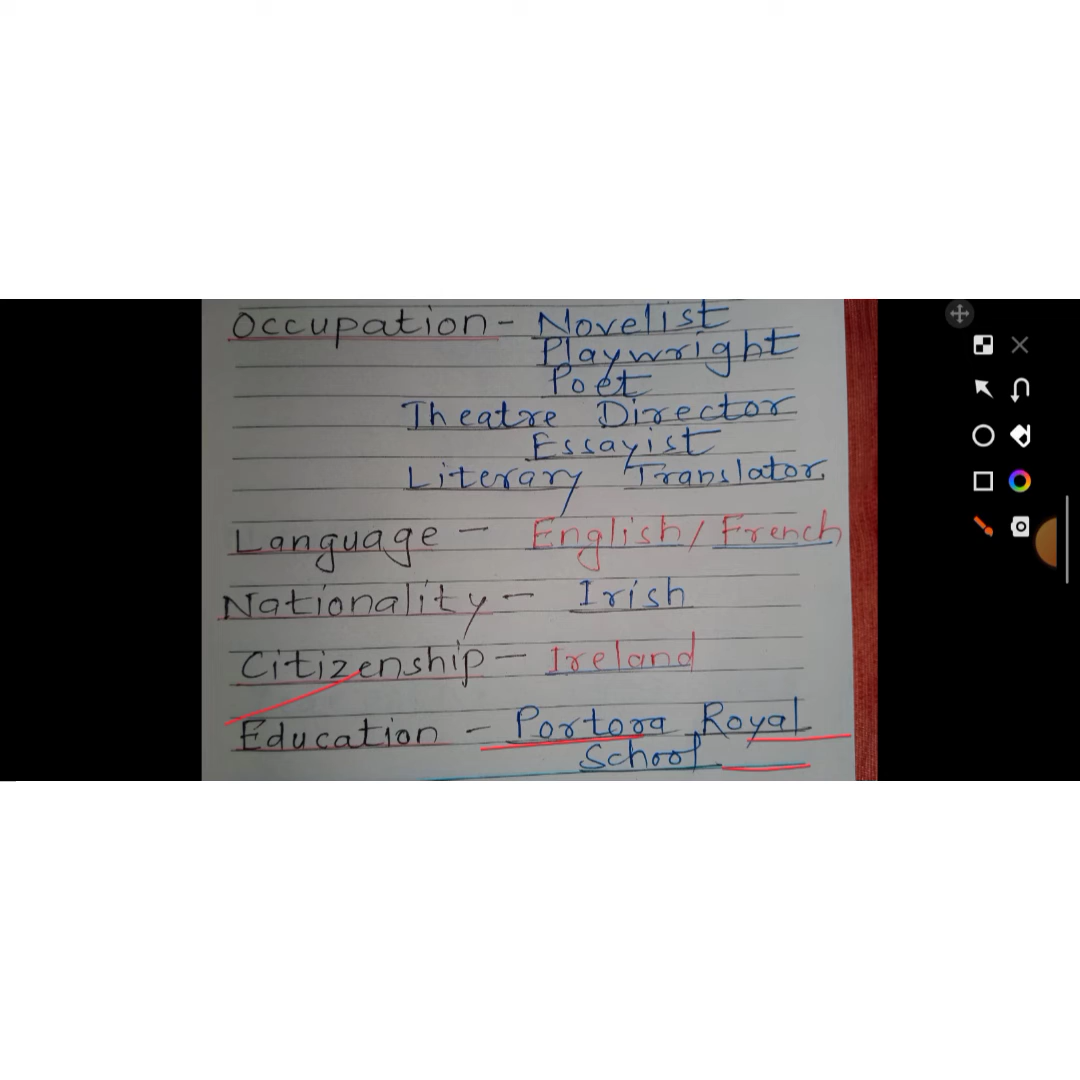 Occupation - Novelist
Playwright
Poet
Theatre Director
Essayist
Literary Translator
Language - English / French
Nationality - Irish
Citizenship - Ireland
Education - Portora Royal
School